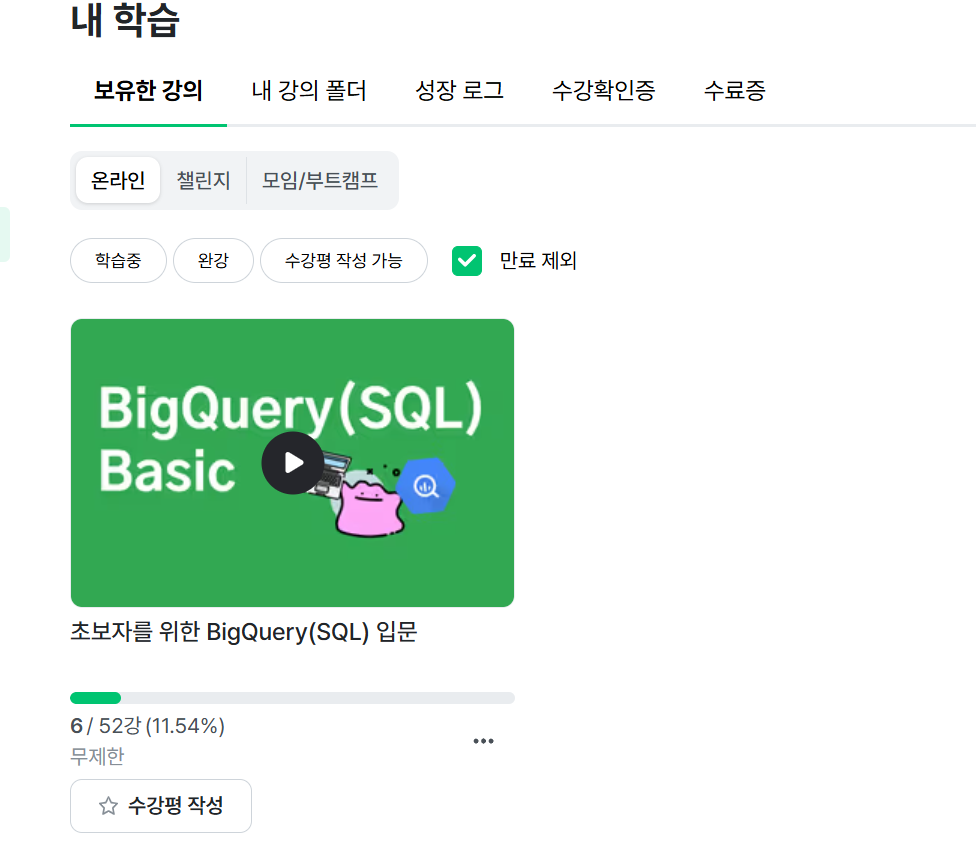 내 학습
보유한 강의 내 강의 폴더 성장 로그 수강확인증 수료증
온라인 챌린지 모임/부트캠프
학습중 완강 수강평 작성 가능 만료 제외
BigQuery(SQL)
Basic
초보자를 위한 BigQuery(SQL) 입문
6 / 52강 (11.54%)
무제한
수강평 작성